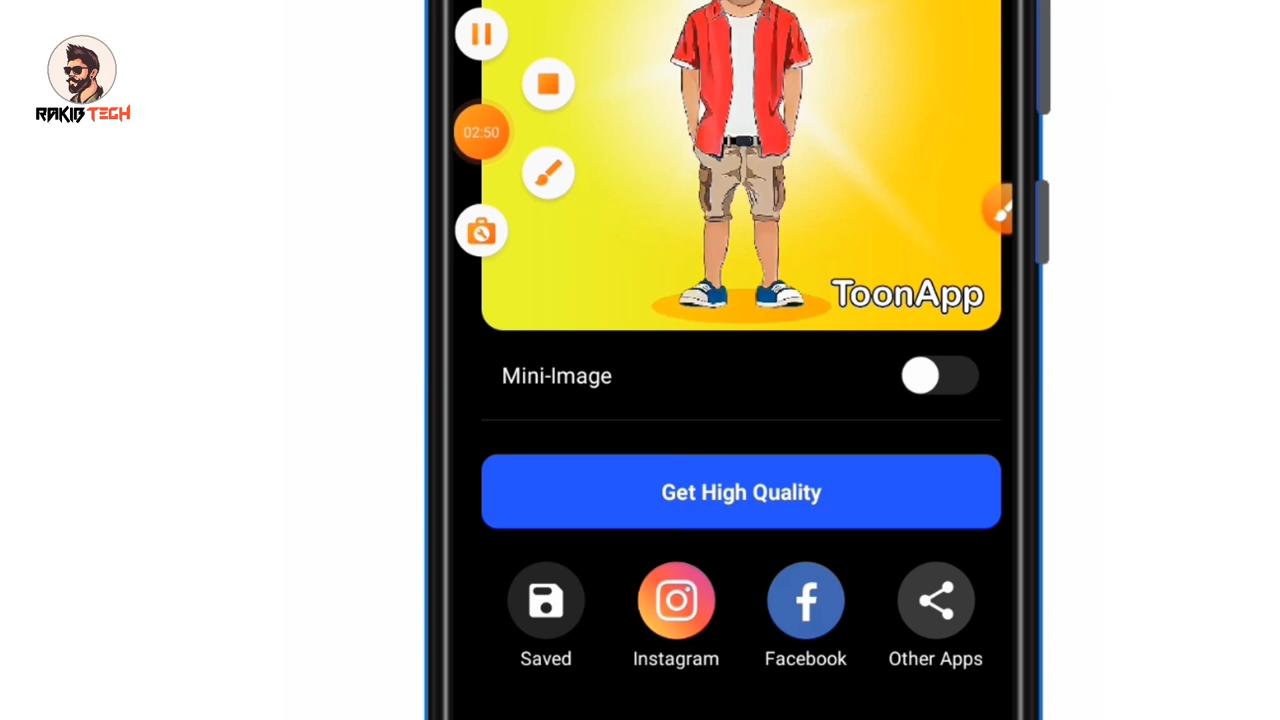 RAKIB TECH
02:50
ToonApp
Mini-Image
Get High Quality
Saved
Instagram
Facebook
Other Apps